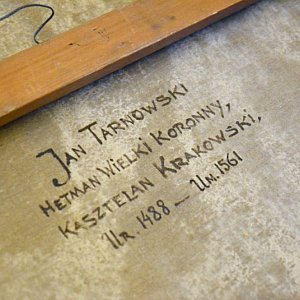 JAN TARNOWSKI
HETMAN WIELKI KORONNY,
KASZTELAN KRAKOWSKI,
UR. 1488 — UM. 1561